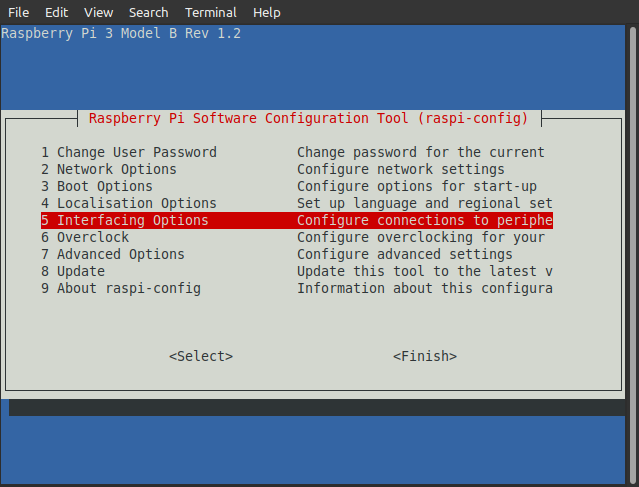 File Edit View Search Terminal Help
Raspberry Pi 3 Model B Rev 1.2
Raspberry Pi Software Configuration Tool (raspi-config)
1 Change User Password Change password for the current
2 Network Options Configure network settings
3 Boot Options Configure options for start-up
4 Localisation Options Set up language and regional set
5 Interfacing Options Configure connections to periphe
6 Overclock Configure overclocking for your
7 Advanced Options Configure advanced settings
8 Update Update this tool to the latest v
9 About raspi-config Information about this configura
<Select> <Finish>